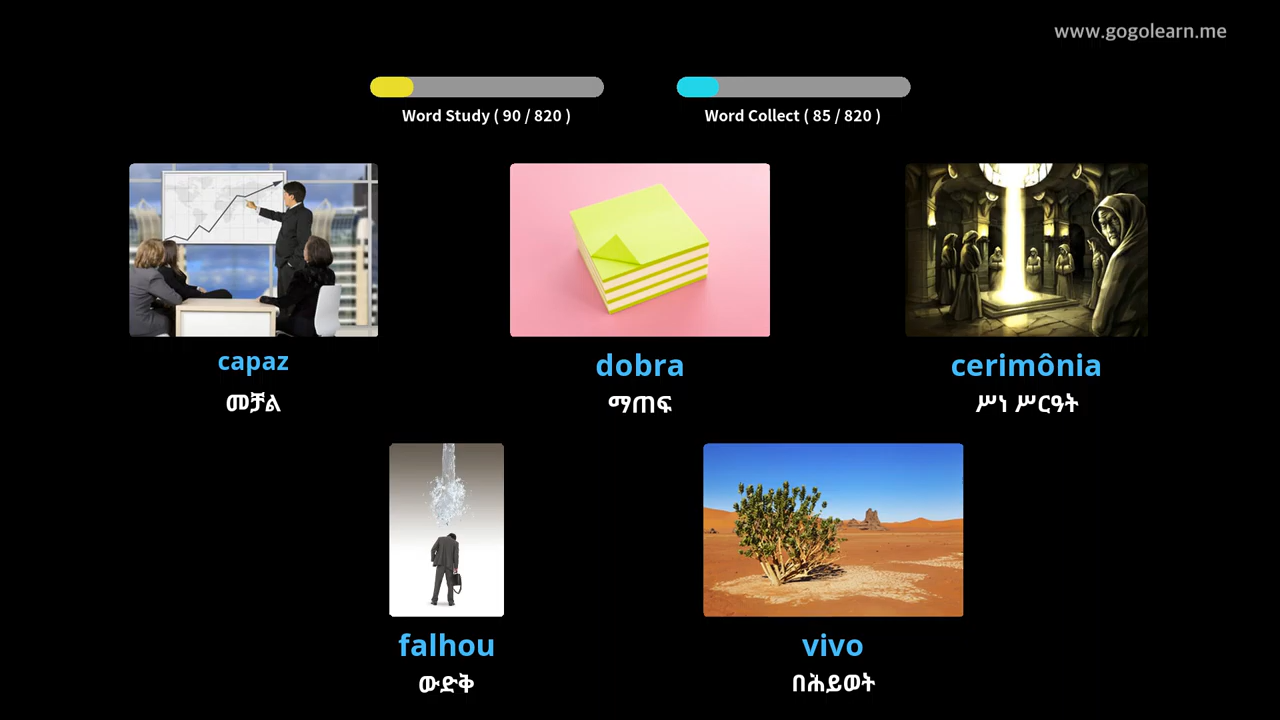 www.gogolearn.me
Word Study ( 90 / 820 )
Word Collect ( 85 / 820 )
capaz
dobra
cerimônia
መቻል
ማጠፍ
ሥነ ሥርዓት
falhou
vivo
ውድቅ
በሕይወት